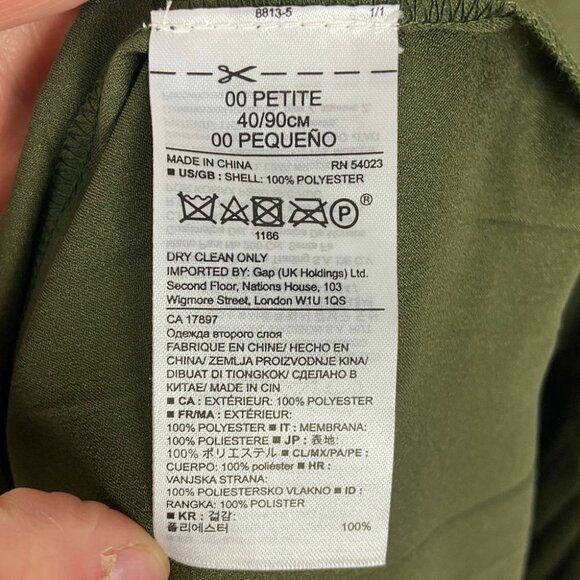 8813-5 1/1
00 PETITE
40/90CM
00 PEQUEÑO
MADE IN CHINA RN 54023
■ US/GB : SHELL: 100% POLYESTER
P ®
1166
DRY CLEAN ONLY
IMPORTED BY: Gap (UK Holdings) Ltd.
Second Floor, Nations House, 103
Wigmore Street, London W1U 1QS
CA 17897
Одежда второго слоя
FABRIQUE EN CHINE/ HECHO EN
CHINA/ ZEMLJA PROIZVODNJE KINA/
DIBUAT DI TIONGKOK/ СДЕЛАНО В
КИТАЕ/ MADE IN CIN
■ CA : EXTÉRIEUR: 100% POLYESTER
■ FR/MA : EXTÉRIEUR:
100% POLYESTER ■ IT : MEMBRANA:
100% POLIESTERE ■ JP : 表地:
100% ポリエステル ■ CL/MX/PA/PE :
CUERPO: 100% poliéster ■ HR :
VANJSKA STRANA:
100% POLIESTERSKO VLAKNO ■ ID :
RANGKA: 100% POLISTER
■ KR : 겉감:
폴리에스터 100%